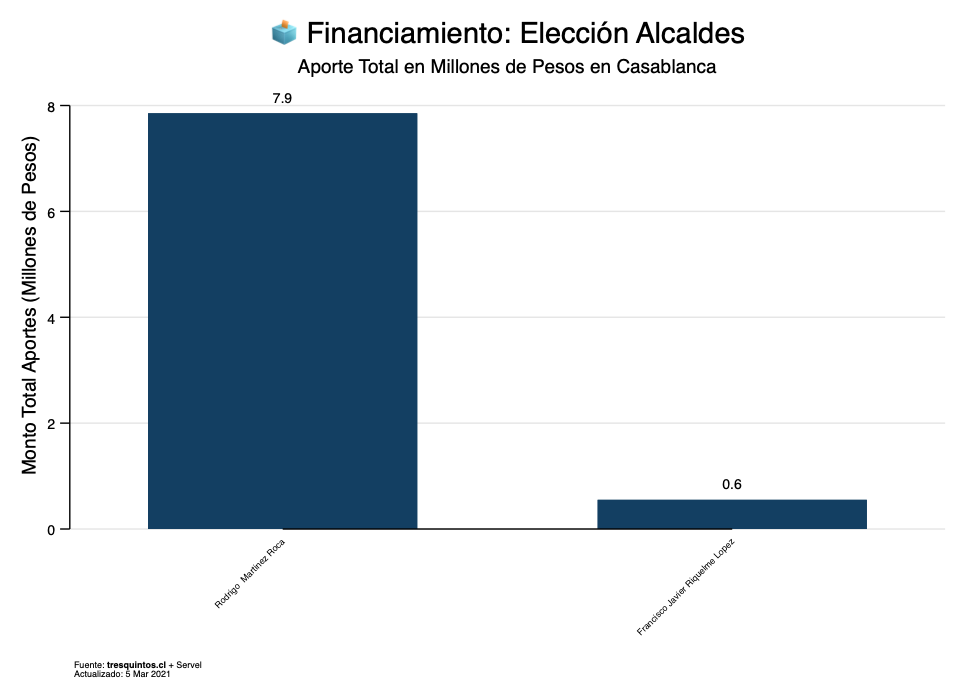 🗳️ Financiamiento: Elección Alcaldes
Aporte Total en Millones de Pesos en Casablanca
Monto Total Aportes (Millones de Pesos)
8
6
4
2
0
7.9
0.6
Rodrigo  Martinez Roca
Francisco Javier Riquelme Lopez
Fuente: tresquintos.cl + Servel
Actualizado: 5 Mar 2021